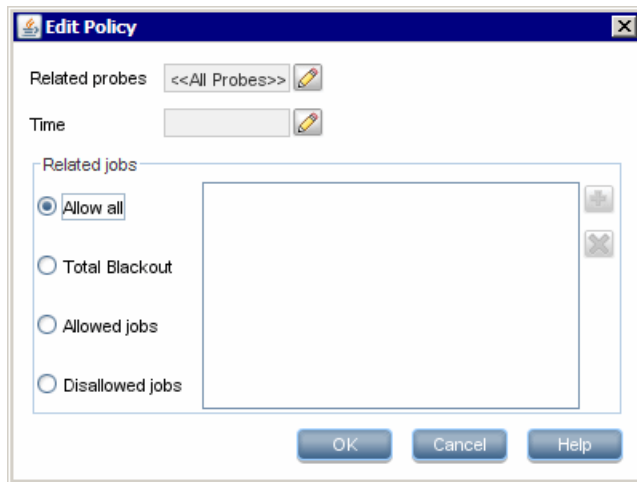 Edit Policy
Related probes <<All Probes>>
Time
Related jobs
Allow all
Total Blackout
Allowed jobs
Disallowed jobs
OK Cancel Help